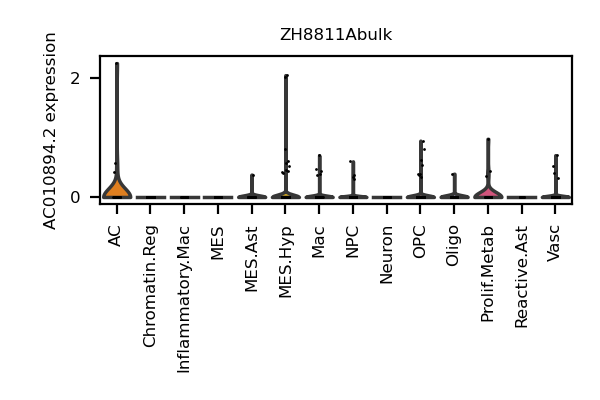 ZH8811Abulk
AC010894.2 expression
2
0
AC
Chromatin.Reg
Inflammatory.Mac
MES
MES.Ast
MES.Hyp
Mac
NPC
Neuron
OPC
Oligo
Prolif.Metab
Reactive.Ast
Vasc